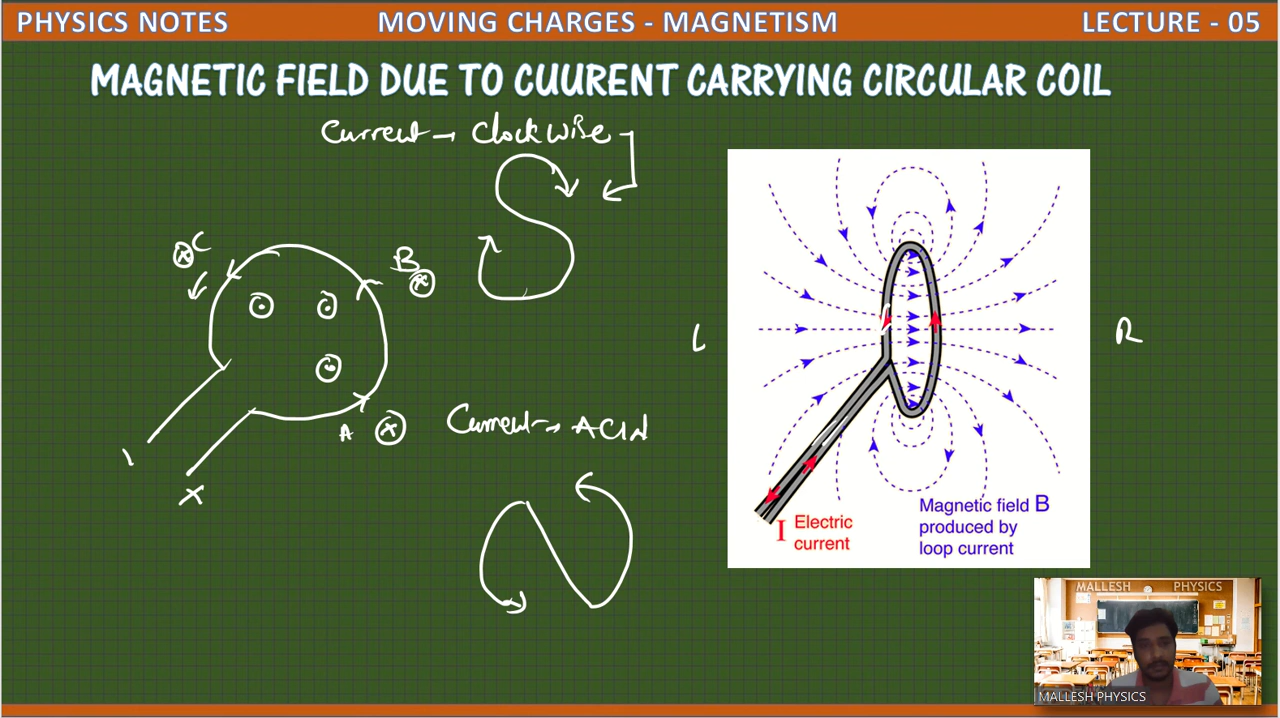 PHYSICS NOTES MOVING CHARGES - MAGNETISM LECTURE - 05
MAGNETIC FIELD DUE TO CUURENT CARRYING CIRCULAR COIL
Current → Clockwise
C
B
L
R
A
Current → ACW
X
I Electric
current
Magnetic field B
produced by
loop current
MALLESH PHYSICS
MALLESH PHYSICS